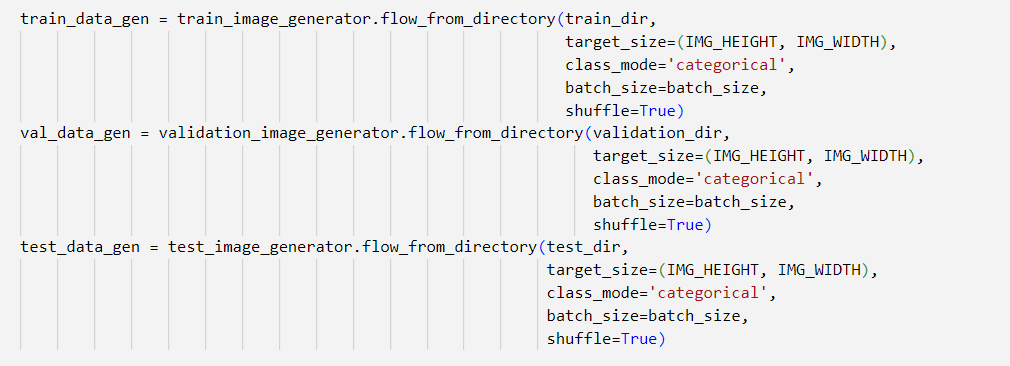 train_data_gen = train_image_generator.flow_from_directory(train_dir,
target_size=(IMG_HEIGHT, IMG_WIDTH),
class_mode='categorical',
batch_size=batch_size,
shuffle=True)
val_data_gen = validation_image_generator.flow_from_directory(validation_dir,
target_size=(IMG_HEIGHT, IMG_WIDTH),
class_mode='categorical',
batch_size=batch_size,
shuffle=True)
test_data_gen = test_image_generator.flow_from_directory(test_dir,
target_size=(IMG_HEIGHT, IMG_WIDTH),
class_mode='categorical',
batch_size=batch_size,
shuffle=True)